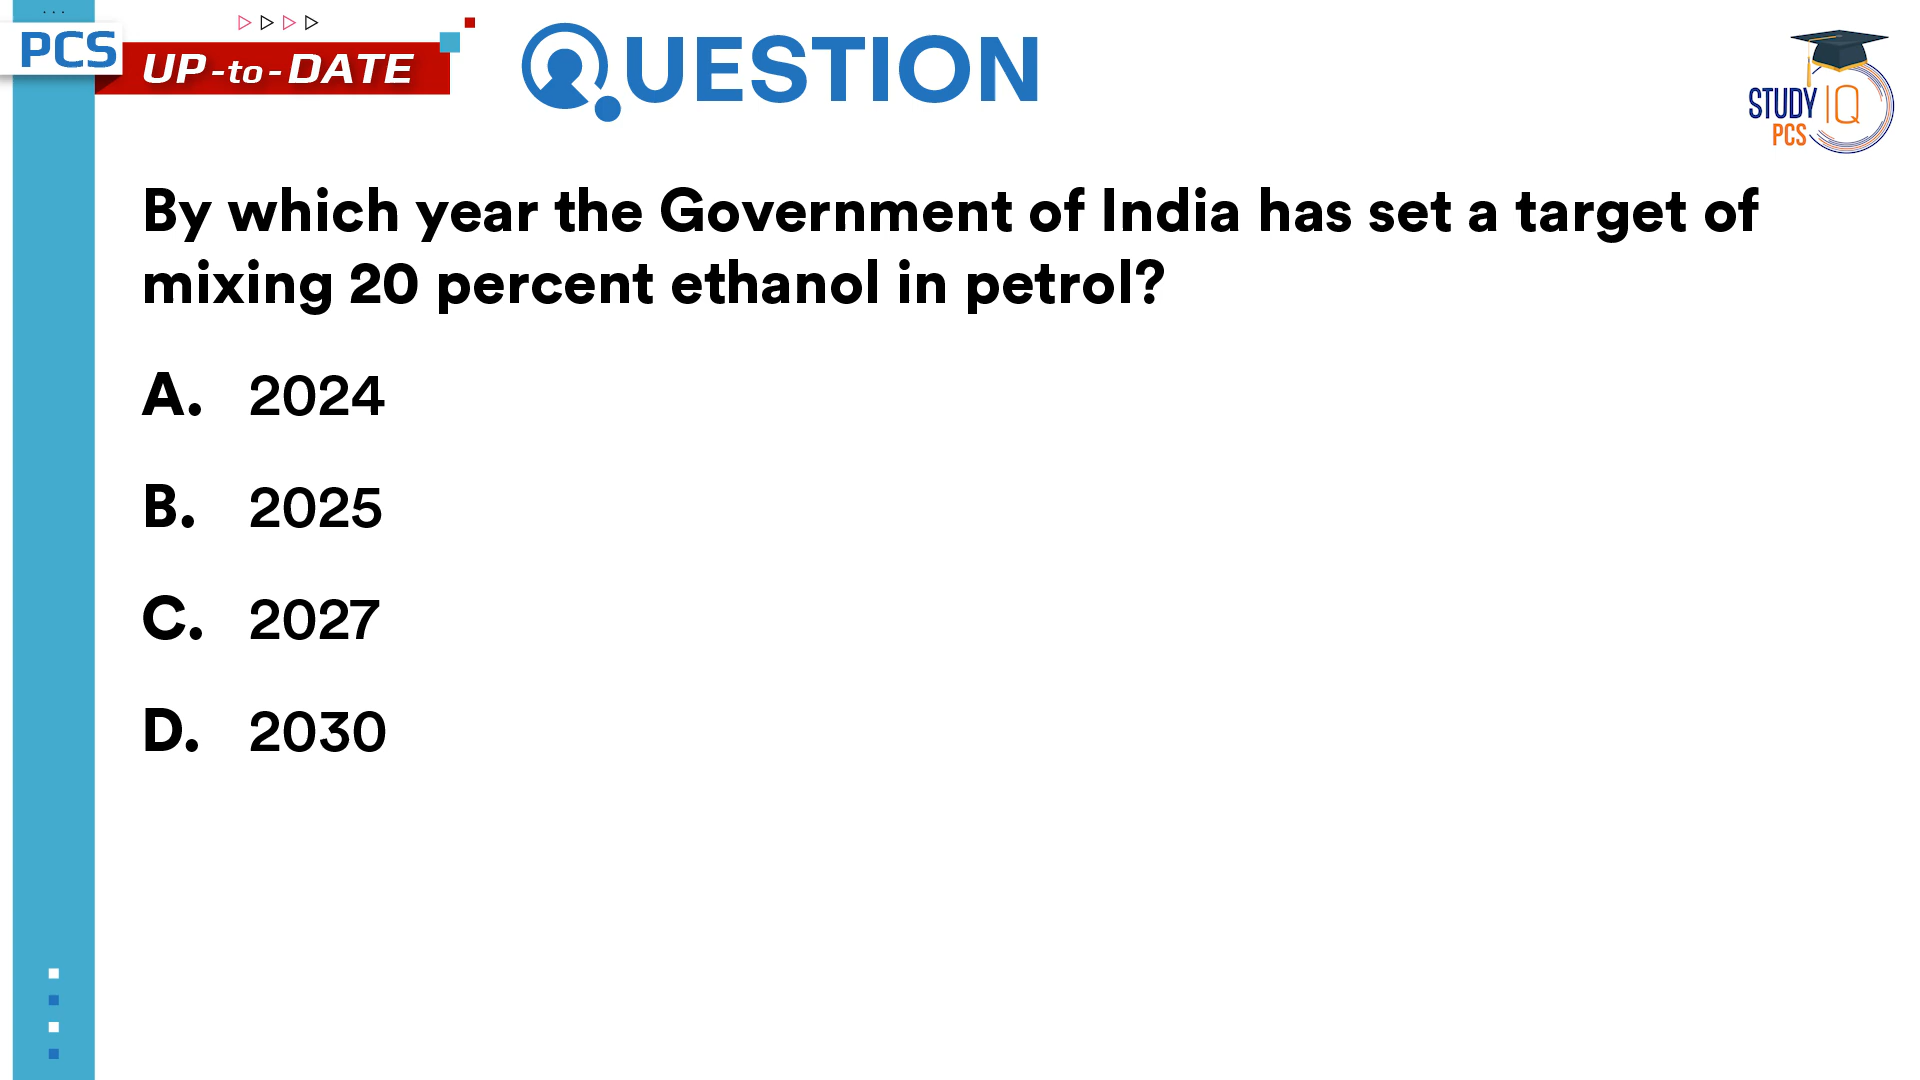 PCS
UP-to-DATE
QUESTION
STUDY IQ
PCS
By which year the Government of India has set a target of
mixing 20 percent ethanol in petrol?
A. 2024
B. 2025
C. 2027
D. 2030